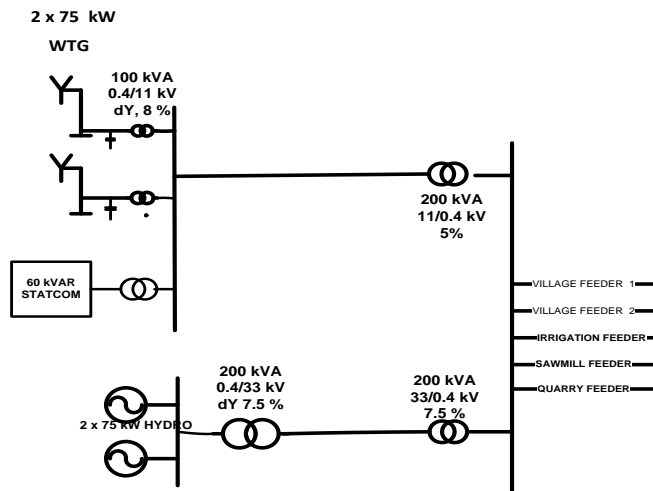 2 x 75 kW
WTG
100 kVA
0.4/11 kV
dY, 8 %
200 kVA
11/0.4 kV
5%
60 kVAR
STATCOM
VILLAGE FEEDER 1
VILLAGE FEEDER 2
IRRIGATION FEEDER
SAWMILL FEEDER
QUARRY FEEDER
200 kVA
0.4/33 kV
dY 7.5 %
200 kVA
33/0.4 kV
7.5 %
2 x 75 kW HYDRO